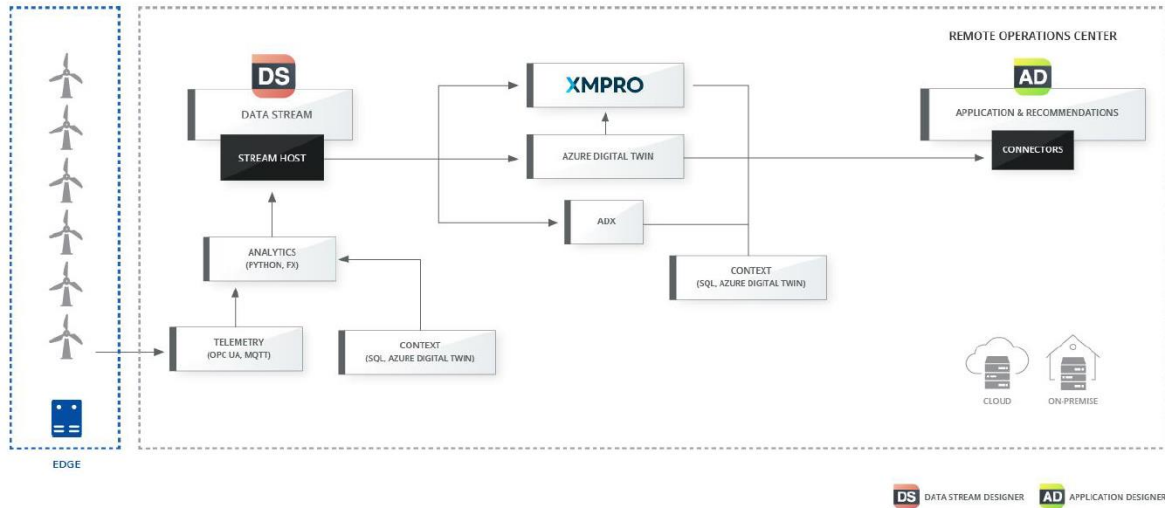 REMOTE OPERATIONS CENTER
DS
DATA STREAM
STREAM HOST
XMPRO
AD
APPLICATION & RECOMMENDATIONS
CONNECTORS
AZURE DIGITAL TWIN
ADX
ANALYTICS
(PYTHON, FX)
CONTEXT
(SQL, AZURE DIGITAL TWIN)
TELEMETRY
(OPC UA, MQTT)
CONTEXT
(SQL, AZURE DIGITAL TWIN)
CLOUD
ON-PREMISE
EDGE
DS DATA STREAM DESIGNER
AD APPLICATION DESIGNER